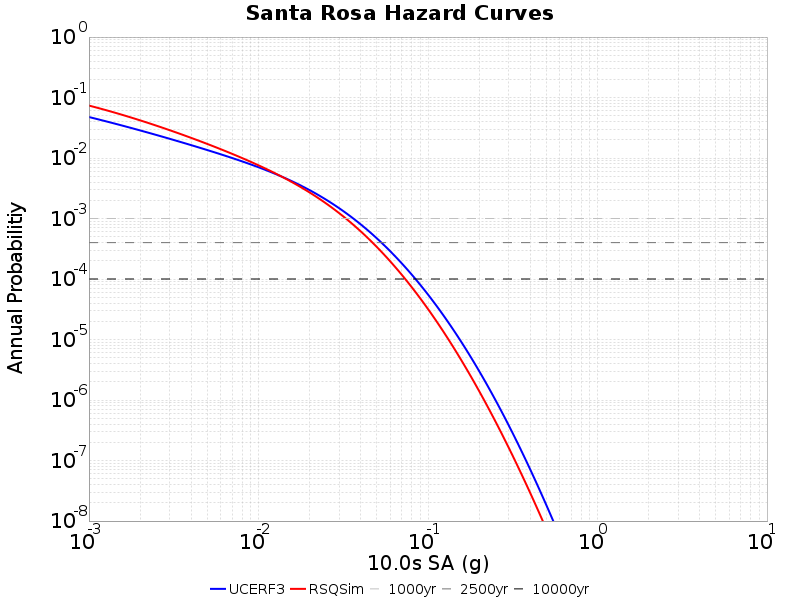 Santa Rosa Hazard Curves
10^0
10^-1
10^-2
10^-3
10^-4
10^-5
10^-6
10^-7
10^-8
Annual Probabilitiy
10^-3 10^-2 10^-1 10^0 10^1
10.0s SA (g)
UCERF3 RSQSim 1000yr 2500yr 10000yr